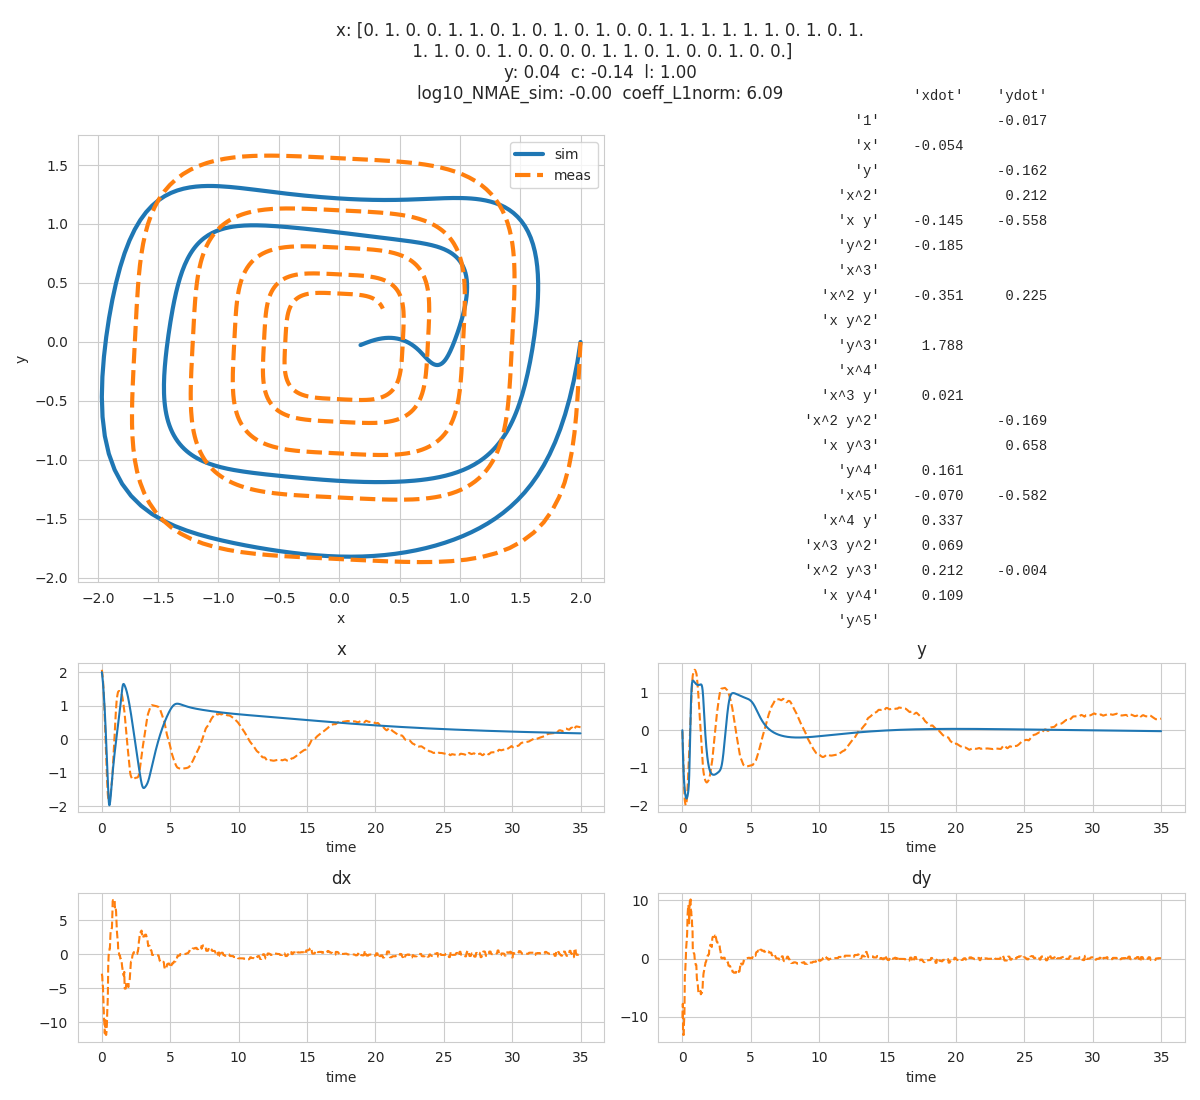 x: [0. 1. 0. 0. 1. 1. 0. 1. 0. 1. 0. 1. 0. 0. 1. 1. 1. 1. 1. 1. 0. 1. 0. 1.
1. 1. 0. 0. 1. 0. 0. 0. 0. 1. 1. 0. 1. 0. 0. 1. 0. 0.]
y: 0.04 c: -0.14 l: 1.00
log10_NMAE_sim: -0.00 coeff_L1norm: 6.09
'xdot' 'ydot'
'1' -0.017
'x' -0.054
'y' -0.162
'x^2' 0.212
'x y' -0.145 -0.558
'y^2' -0.185
'x^3'
'x^2 y' -0.351 0.225
'x y^2'
'y^3' 1.788
'x^4'
'x^3 y' 0.021
'x^2 y^2' -0.169
'x y^3' 0.658
'y^4' 0.161
'x^5' -0.070 -0.582
'x^4 y' 0.337
'x^3 y^2' 0.069
'x^2 y^3' 0.212 -0.004
'x y^4' 0.109
'y^5'
sim
meas
1.5
1.0
0.5
0.0
−0.5
−1.0
−1.5
−2.0
y
−2.0 −1.5 −1.0 −0.5 0.0 0.5 1.0 1.5 2.0
x
x
2
1
0
−1
−2
0 5 10 15 20 25 30 35
time
y
1
0
−1
−2
0 5 10 15 20 25 30 35
time
dx
5
0
−5
−10
0 5 10 15 20 25 30 35
time
dy
10
0
−10
0 5 10 15 20 25 30 35
time